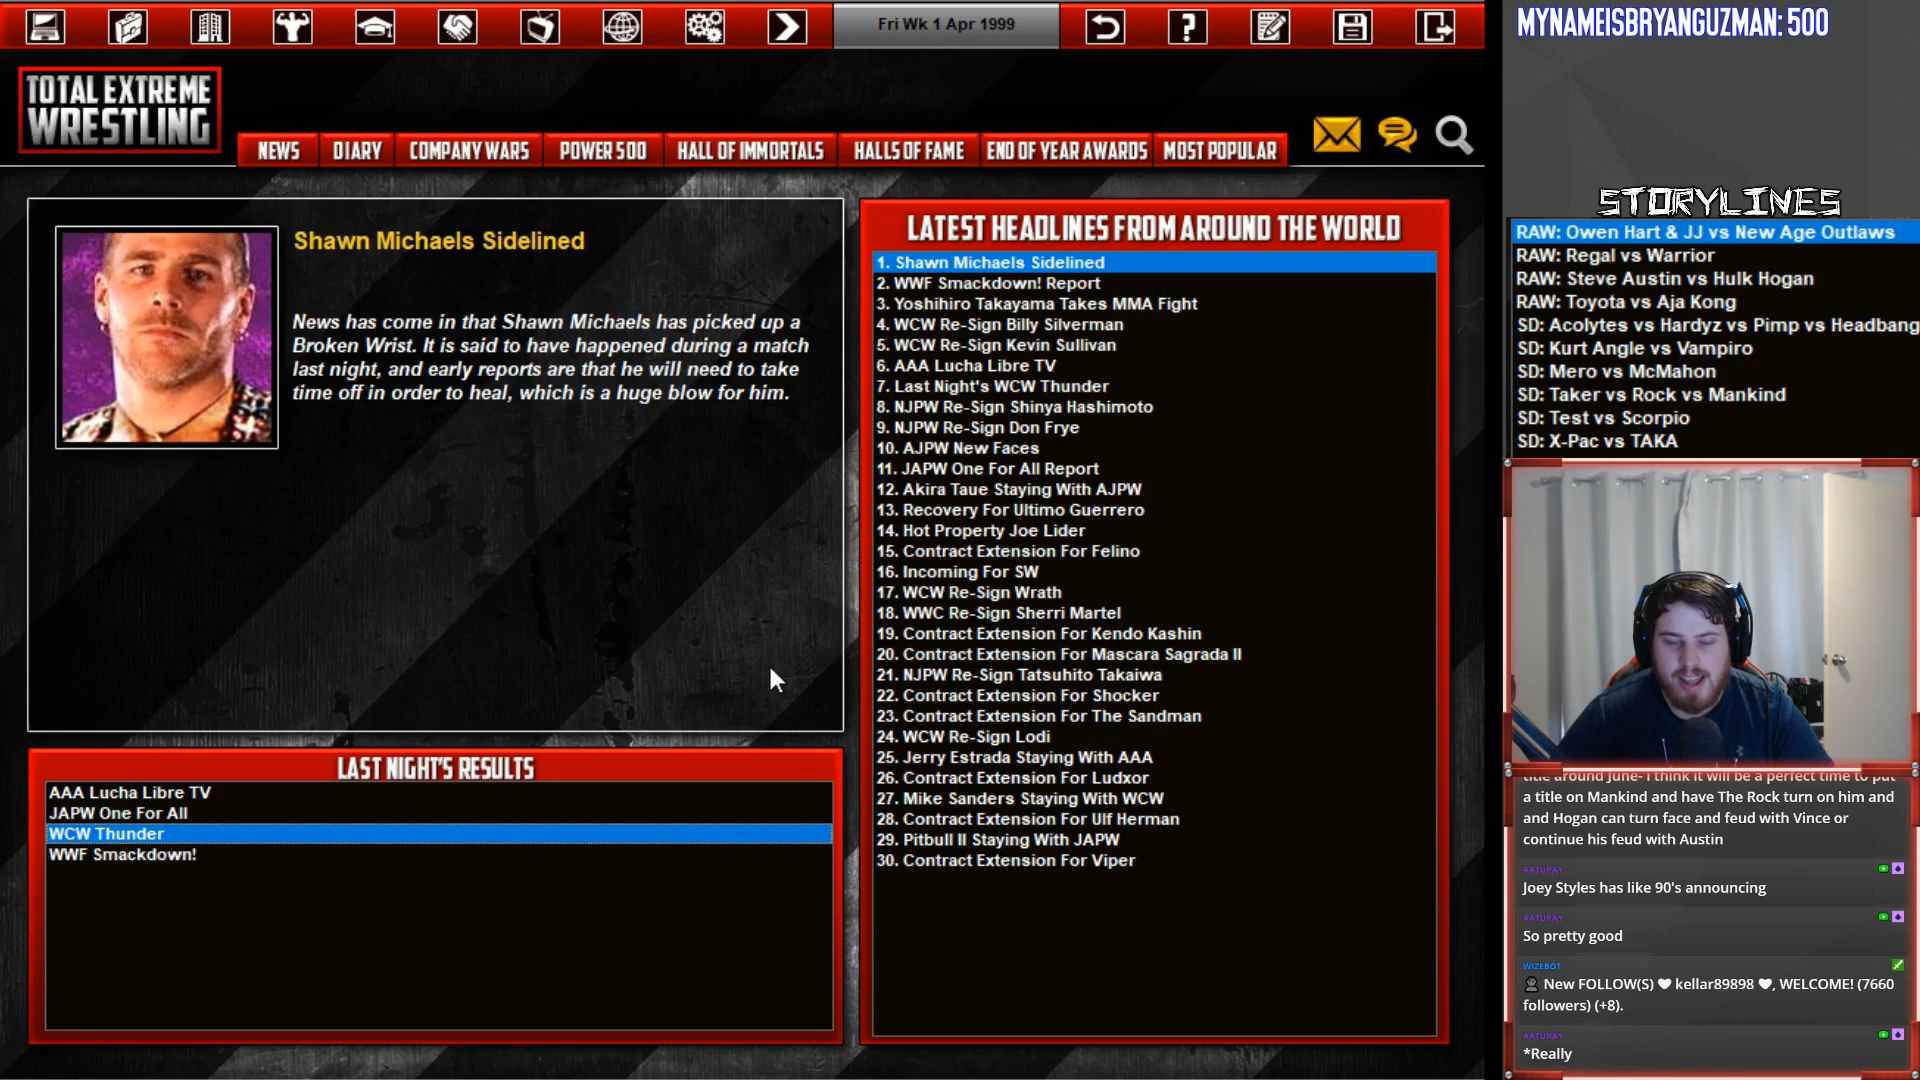 Fri Wk 1 Apr 1999
MYNAMEISBRYANGUZMAN: 500
TOTAL EXTREME
WRESTLING
NEWS
DIARY
COMPANY WARS
POWER 500
HALL OF IMMORTALS
HALLS OF FAME
END OF YEAR AWARDS
MOST POPULAR
Shawn Michaels Sidelined
News has come in that Shawn Michaels has picked up a
Broken Wrist. It is said to have happened during a match
last night, and early reports are that he will need to take
time off in order to heal, which is a huge blow for him.
LAST NIGHT'S RESULTS
AAA Lucha Libre TV
JAPW One For All
WCW Thunder
WWF Smackdown!
LATEST HEADLINES FROM AROUND THE WORLD
1. Shawn Michaels Sidelined
2. WWF Smackdown! Report
3. Yoshihiro Takayama Takes MMA Fight
4. WCW Re-Sign Billy Silverman
5. WCW Re-Sign Kevin Sullivan
6. AAA Lucha Libre TV
7. Last Night's WCW Thunder
8. NJPW Re-Sign Shinya Hashimoto
9. NJPW Re-Sign Don Frye
10. AJPW New Faces
11. JAPW One For All Report
12. Akira Taue Staying With AJPW
13. Recovery For Ultimo Guerrero
14. Hot Property Joe Lider
15. Contract Extension For Felino
16. Incoming For SW
17. WCW Re-Sign Wrath
18. WWC Re-Sign Sherri Martel
19. Contract Extension For Kendo Kashin
20. Contract Extension For Mascara Sagrada II
21. NJPW Re-Sign Tatsuhito Takaiwa
22. Contract Extension For Shocker
23. Contract Extension For The Sandman
24. WCW Re-Sign Lodi
25. Jerry Estrada Staying With AAA
26. Contract Extension For Ludxor
27. Mike Sanders Staying With WCW
28. Contract Extension For Ulf Herman
29. Pitbull II Staying With JAPW
30. Contract Extension For Viper
STORYLINES
RAW: Owen Hart & JJ vs New Age Outlaws
RAW: Regal vs Warrior
RAW: Steve Austin vs Hulk Hogan
RAW: Toyota vs Aja Kong
SD: Acolytes vs Hardyz vs Pimp vs Headbang
SD: Kurt Angle vs Vampiro
SD: Mero vs McMahon
SD: Taker vs Rock vs Mankind
SD: Test vs Scorpio
SD: X-Pac vs TAKA
title around June- I think it will be a perfect time to put
a title on Mankind and have The Rock turn on him and
and Hogan can turn face and feud with Vince or
continue his feud with Austin
AATURAY
Joey Styles has like 90's announcing
AATURAY
So pretty good
WIZEBOT
New FOLLOW(S) ❤ kellar89898 ❤, WELCOME! (7660
followers) (+8).
AATURAY
*Really